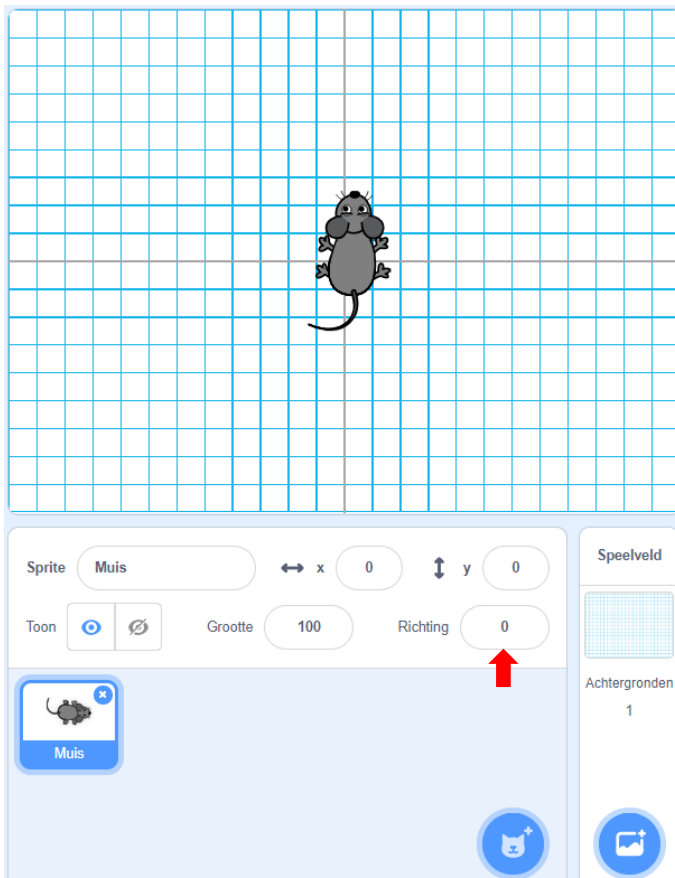 Sprite Muis x 0 y 0
Toon Grootte 100 Richting 0
Muis
Speelveld
Achtergronden
1